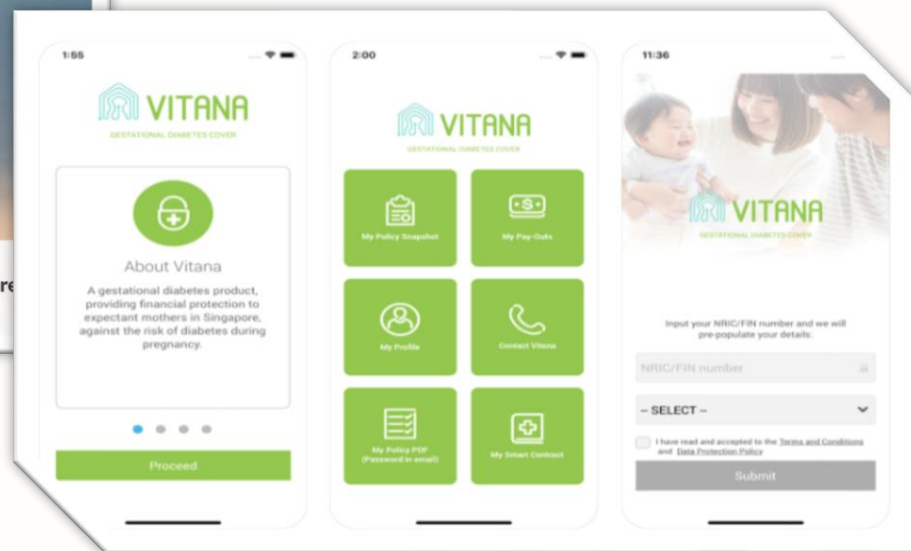 re
1:55
VITANA
GESTATIONAL DIABETES COVER
About Vitana
A gestational diabetes product,
providing financial protection to
expectant mothers in Singapore,
against the risk of diabetes during
pregnancy.
Proceed
2:00
VITANA
GESTATIONAL DIABETES COVER
My Policy Snapshot
My Pay-Outs
My Profile
Contact Vitana
My Policy PDF
(Password in email)
My Smart Contract
11:36
VITANA
GESTATIONAL DIABETES COVER
Input your NRIC/FIN number and we will
pre-populate your details:
NRIC/FIN number
-- SELECT --
I have read and accepted to the Terms and Conditions
and Data Protection Policy
Submit